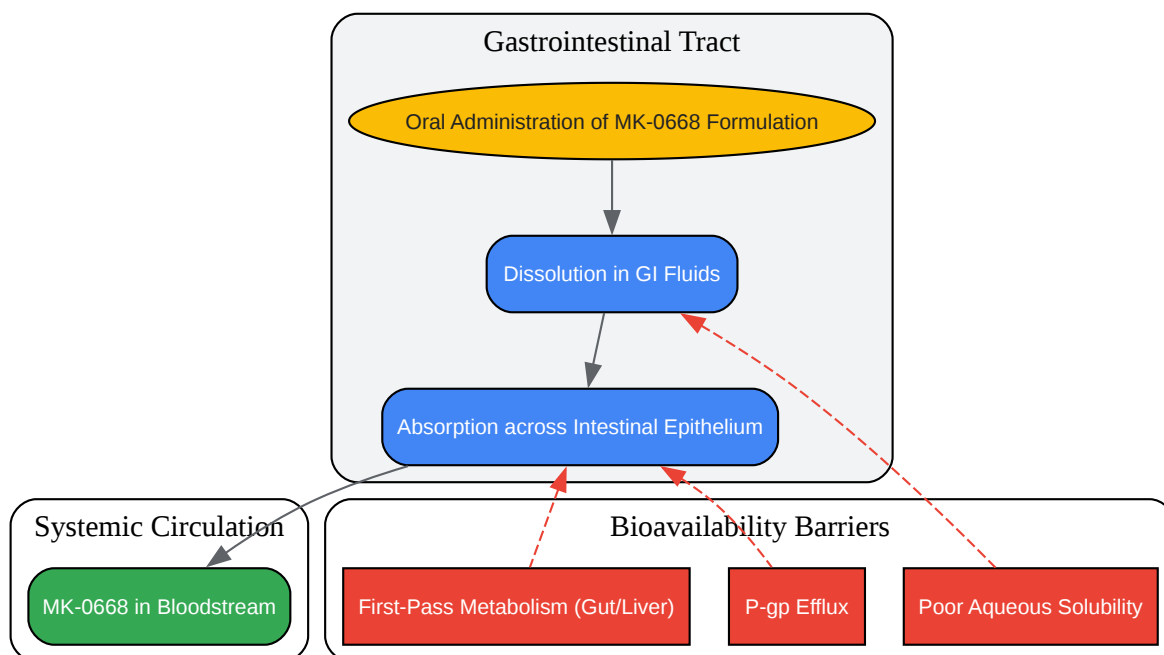 Gastrointestinal Tract
Oral Administration of MK-0668 Formulation
Dissolution in GI Fluids
Absorption across Intestinal Epithelium
Systemic Circulation
MK-0668 in Bloodstream
Bioavailability Barriers
First-Pass Metabolism (Gut/Liver)
P-gp Efflux
Poor Aqueous Solubility